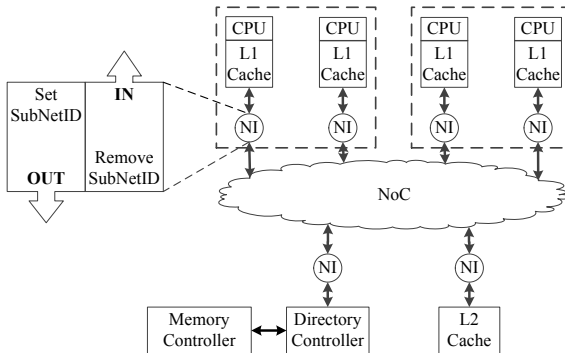 CPU CPU CPU CPU
L1 L1 L1 L1
Cache Cache Cache Cache
Set
SubNetID
OUT
IN
Remove
SubNetID
NI NI NI NI
NoC
NI NI
Memory
Controller
Directory
Controller
L2
Cache